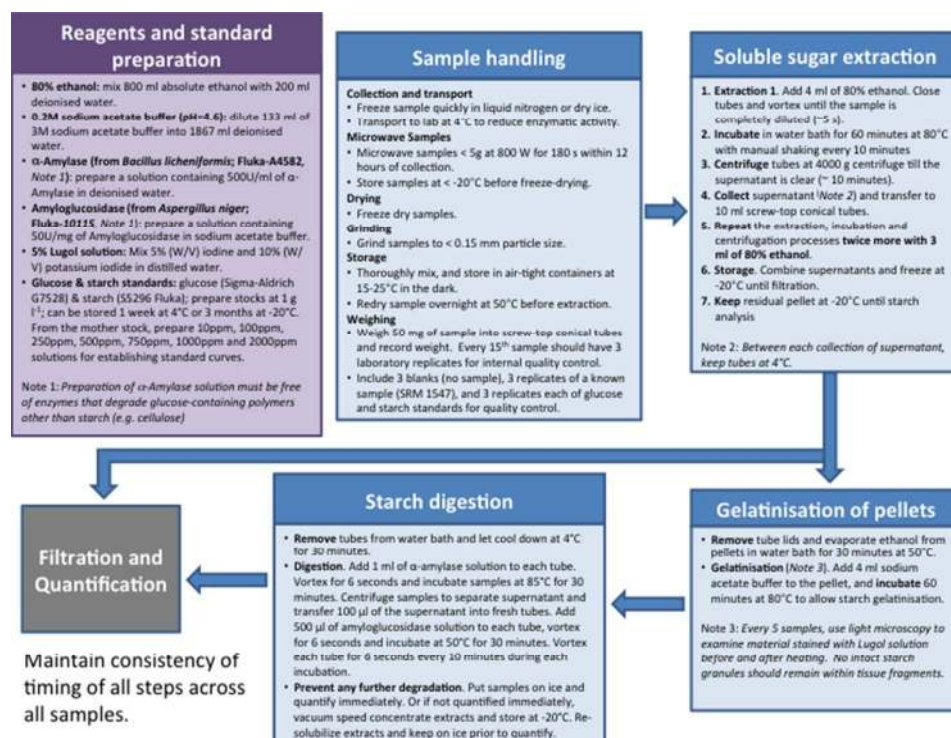 Reagents and standard
preparation
• 80% ethanol: mix 800 ml absolute ethanol with 200 ml
deionised water.
• 0.2M sodium acetate buffer (pH=4.6): dilute 133 ml of
3M sodium acetate buffer into 1867 ml deionised
water.
• α-Amylase (from Bacillus licheniformis; Fluka-A4582,
Note 1): prepare a solution containing 500U/ml of α-
Amylase in deionised water.
• Amyloglucosidase (from Aspergillus niger;
Fluka-10115, Note 1): prepare a solution containing
50U/mg of Amyloglucosidase in sodium acetate buffer.
• 5% Lugol solution: Mix 5% (W/V) iodine and 10% (W/
V) potassium iodide in distilled water.
• Glucose & starch standards: glucose (Sigma-Aldrich
G7528) & starch (S5296 Fluka); prepare stocks at 1 g
l⁻¹; can be stored 1 week at 4°C or 3 months at -20°C.
From the mother stock, prepare 10ppm, 100ppm,
250ppm, 500ppm, 750ppm, 1000ppm and 2000ppm
solutions for establishing standard curves.
Note 1: Preparation of α-Amylase solution must be free
of enzymes that degrade glucose-containing polymers
other than starch (e.g. cellulose)
Sample handling
Collection and transport
• Freeze sample quickly in liquid nitrogen or dry ice.
• Transport to lab at 4°C to reduce enzymatic activity.
Microwave Samples
• Microwave samples < 5g at 800 W for 180 s within 12
hours of collection.
• Store samples at < -20°C before freeze-drying.
Drying
• Freeze dry samples.
Grinding
• Grind samples to < 0.15 mm particle size.
Storage
• Thoroughly mix, and store in air-tight containers at
15-25°C in the dark.
• Redry sample overnight at 50°C before extraction.
Weighing
• Weigh 50 mg of sample into screw-top conical tubes
and record weight. Every 15th sample should have 3
laboratory replicates for internal quality control.
• Include 3 blanks (no sample), 3 replicates of a known
sample (SRM 1547), and 3 replicates each of glucose
and starch standards for quality control.
Soluble sugar extraction
1. Extraction 1. Add 4 ml of 80% ethanol. Close
tubes and vortex until the sample is
completely diluted (~5 s).
2. Incubate in water bath for 60 minutes at 80°C
with manual shaking every 10 minutes
3. Centrifuge tubes at 4000 g centrifuge till the
supernatant is clear (~ 10 minutes).
4. Collect supernatant (Note 2) and transfer to
10 ml screw-top conical tubes.
5. Repeat the extraction, incubation and
centrifugation processes twice more with 3
ml of 80% ethanol.
6. Storage. Combine supernatants and freeze at
-20°C until filtration.
7. Keep residual pellet at -20°C until starch
analysis
Note 2: Between each collection of supernatant,
keep tubes at 4°C.
Filtration and
Quantification
Maintain consistency of
timing of all steps across
all samples.
Starch digestion
• Remove tubes from water bath and let cool down at 4°C
for 30 minutes.
• Digestion. Add 1 ml of α-amylase solution to each tube.
Vortex for 6 seconds and incubate samples at 85°C for 30
minutes. Centrifuge samples to separate supernatant and
transfer 100 µl of the supernatant into fresh tubes. Add
500 µl of amyloglucosidase solution to each tube, vortex
for 6 seconds and incubate at 50°C for 30 minutes. Vortex
each tube for 6 seconds every 10 minutes during each
incubation.
• Prevent any further degradation. Put samples on ice and
quantify immediately. Or if not quantified immediately,
vacuum speed concentrate extracts and store at -20°C. Re-
solubilize extracts and keep on ice prior to quantify.
Gelatinisation of pellets
• Remove tube lids and evaporate ethanol from
pellets in water bath for 30 minutes at 50°C.
• Gelatinisation (Note 3). Add 4 ml sodium
acetate buffer to the pellet, and incubate 60
minutes at 80°C to allow starch gelatinisation.
Note 3: Every 5 samples, use light microscopy to
examine material stained with Lugol solution
before and after heating. No intact starch
granules should remain within tissue fragments.